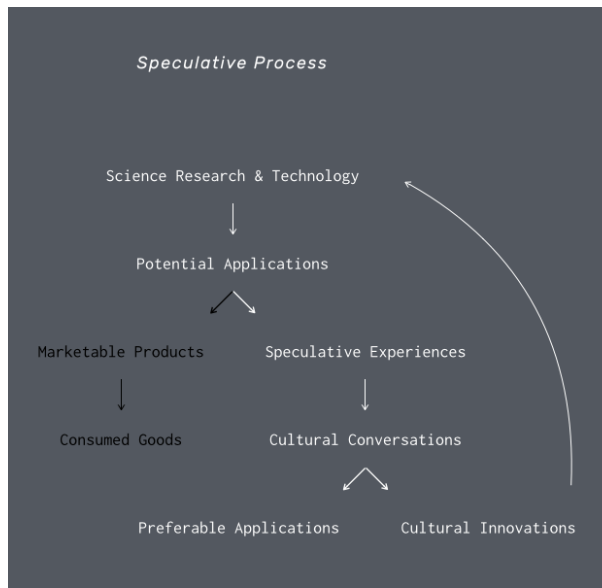 Speculative Process
Science Research & Technology
Potential Applications
Marketable Products
Speculative Experiences
Consumed Goods
Cultural Conversations
Preferable Applications
Cultural Innovations